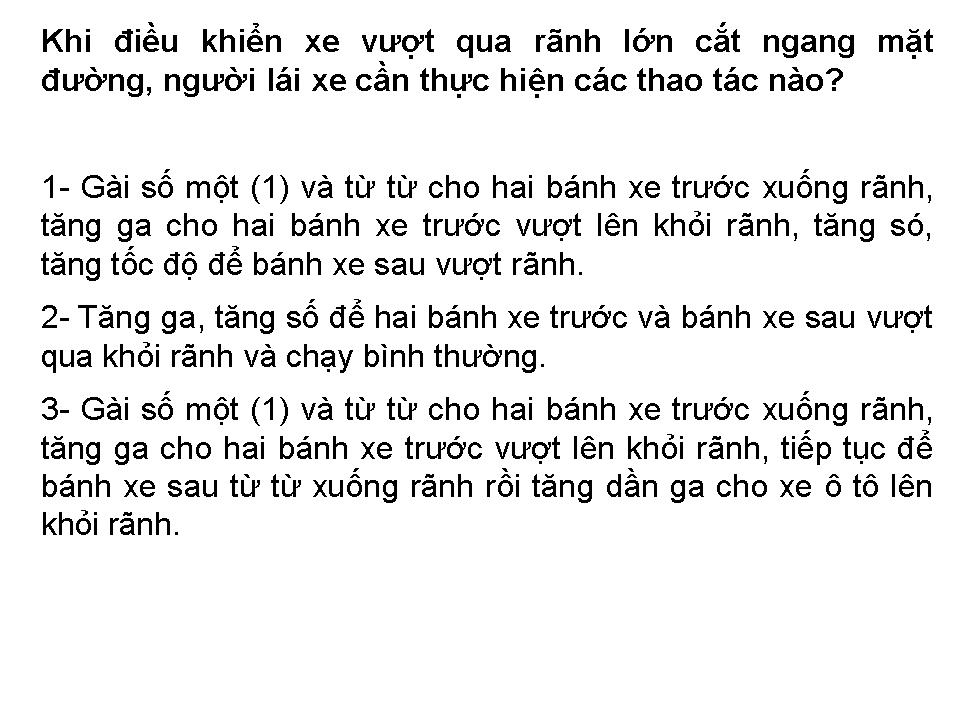 Khi điều khiển xe vượt qua rãnh lớn cắt ngang mặt
đường, người lái xe cần thực hiện các thao tác nào?
1- Gài số một (1) và từ từ cho hai bánh xe trước xuống rãnh,
tăng ga cho hai bánh xe trước vượt lên khỏi rãnh, tăng só,
tăng tốc độ để bánh xe sau vượt rãnh.
2- Tăng ga, tăng số để hai bánh xe trước và bánh xe sau vượt
qua khỏi rãnh và chạy bình thường.
3- Gài số một (1) và từ từ cho hai bánh xe trước xuống rãnh,
tăng ga cho hai bánh xe trước vượt lên khỏi rãnh, tiếp tục để
bánh xe sau từ từ xuống rãnh rồi tăng dần ga cho xe ô tô lên
khỏi rãnh.